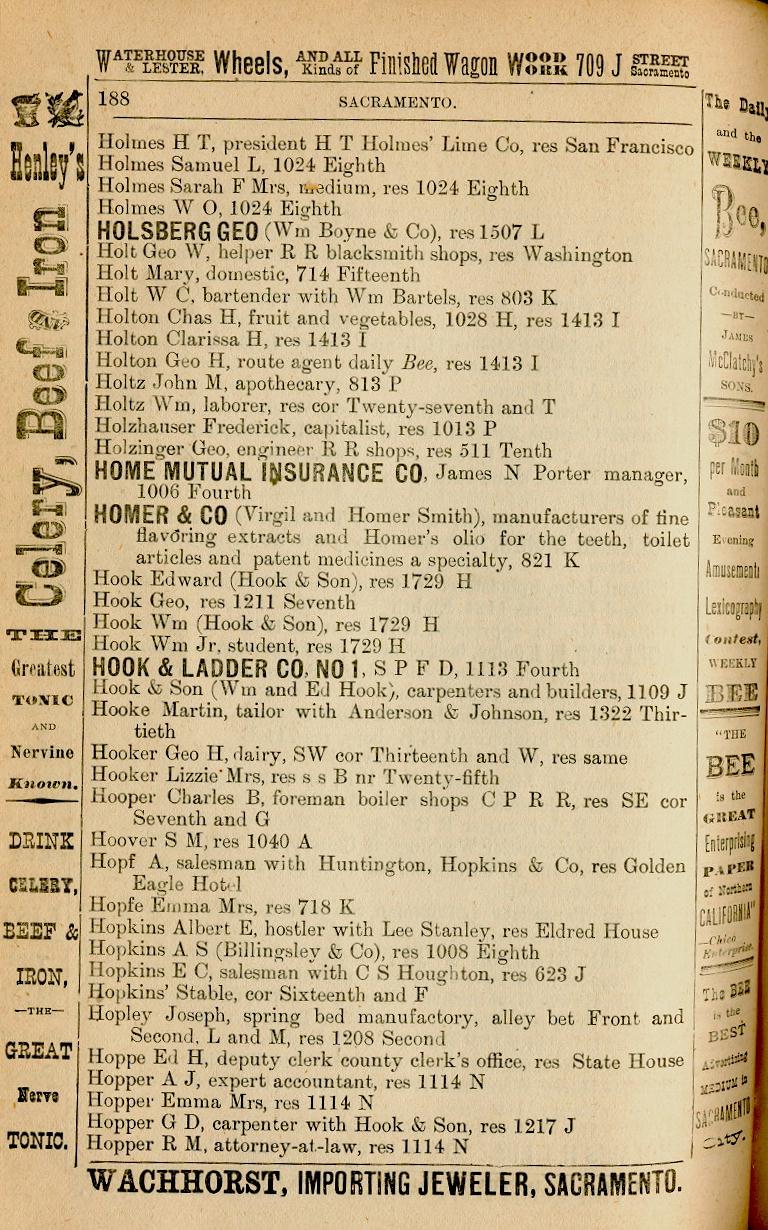 WATERHOUSE & LESTER, Wheels, AND ALL Kinds of Finished Wagon WOOD WORK 709 J STREET Sacramento
188 SACRAMENTO.
Holmes H T, president H T Holmes' Lime Co, res San Francisco
Holmes Samuel L, 1024 Eighth
Holmes Sarah F Mrs, medium, res 1024 Eighth
Holmes W O, 1024 Eighth
HOLSBERG GEO (Wm Boyne & Co), res 1507 L
Holt Geo W, helper R R blacksmith shops, res Washington
Holt Mary, domestic, 714 Fifteenth
Holt W C, bartender with Wm Bartels, res 803 K
Holton Chas H, fruit and vegetables, 1028 H, res 1413 I
Holton Clarissa H, res 1413 I
Holton Geo H, route agent daily Bee, res 1413 I
Holtz John M, apothecary, 813 P
Holtz Wm, laborer, res cor Twenty-seventh and T
Holzhauser Frederick, capitalist, res 1013 P
Holzinger Geo, engineer R R shops, res 511 Tenth
HOME MUTUAL INSURANCE CO, James N Porter manager,
1006 Fourth
HOMER & CO (Virgil and Homer Smith), manufacturers of fine
flavoring extracts and Homer's olio for the teeth, toilet
articles and patent medicines a specialty, 821 K
Hook Edward (Hook & Son), res 1729 H
Hook Geo, res 1211 Seventh
Hook Wm (Hook & Son), res 1729 H
Hook Wm Jr, student, res 1729 H
HOOK & LADDER CO, NO 1, S P F D, 1113 Fourth
Hook & Son (Wm and Ed Hook), carpenters and builders, 1109 J
Hooke Martin, tailor with Anderson & Johnson, res 1322 Thir-
tieth
Hooker Geo H, dairy, SW cor Thirteenth and W, res same
Hooker Lizzie Mrs, res s s B nr Twenty-fifth
Hooper Charles B, foreman boiler shops C P R R, res SE cor
Seventh and G
Hoover S M, res 1040 A
Hopf A, salesman with Huntington, Hopkins & Co, res Golden
Eagle Hotel
Hopfe Emma Mrs, res 718 K
Hopkins Albert E, hostler with Lee Stanley, res Eldred House
Hopkins A S (Billingsley & Co), res 1008 Eighth
Hopkins E C, salesman with C S Houghton, res 623 J
Hopkins' Stable, cor Sixteenth and F
Hopley Joseph, spring bed manufactory, alley bet Front and
Second, L and M, res 1208 Second
Hoppe Ed H, deputy clerk county clerk's office, res State House
Hopper A J, expert accountant, res 1114 N
Hopper Emma Mrs, res 1114 N
Hopper G D, carpenter with Hook & Son, res 1217 J
Hopper R M, attorney-at-law, res 1114 N
WACHHORST, IMPORTING JEWELER, SACRAMENTO.
Henley's
Celery, Beef & Iron
THE
Greatest
TONIC
AND
Nervine
Known.
DRINK
CELERY,
BEEF &
IRON,
—THE—
GREAT
Nerve
TONIC.
The Daily
and the
WEEKLY
Bee,
SACRAMENTO
Conducted
—BY—
JAMES
McClatchy's
SONS.
$10
per Month
and
Pleasant
Evening
Amusement
Lexicography
Contest,
WEEKLY
BEE
"THE
BEE
is the
GREAT
Enterprising
PAPER
of Northern
CALIFORNIA"
—Chico
Enterprise.
The BEE
is the
BEST
Advertising
MEDIUM in
SACRAMENTO
City.